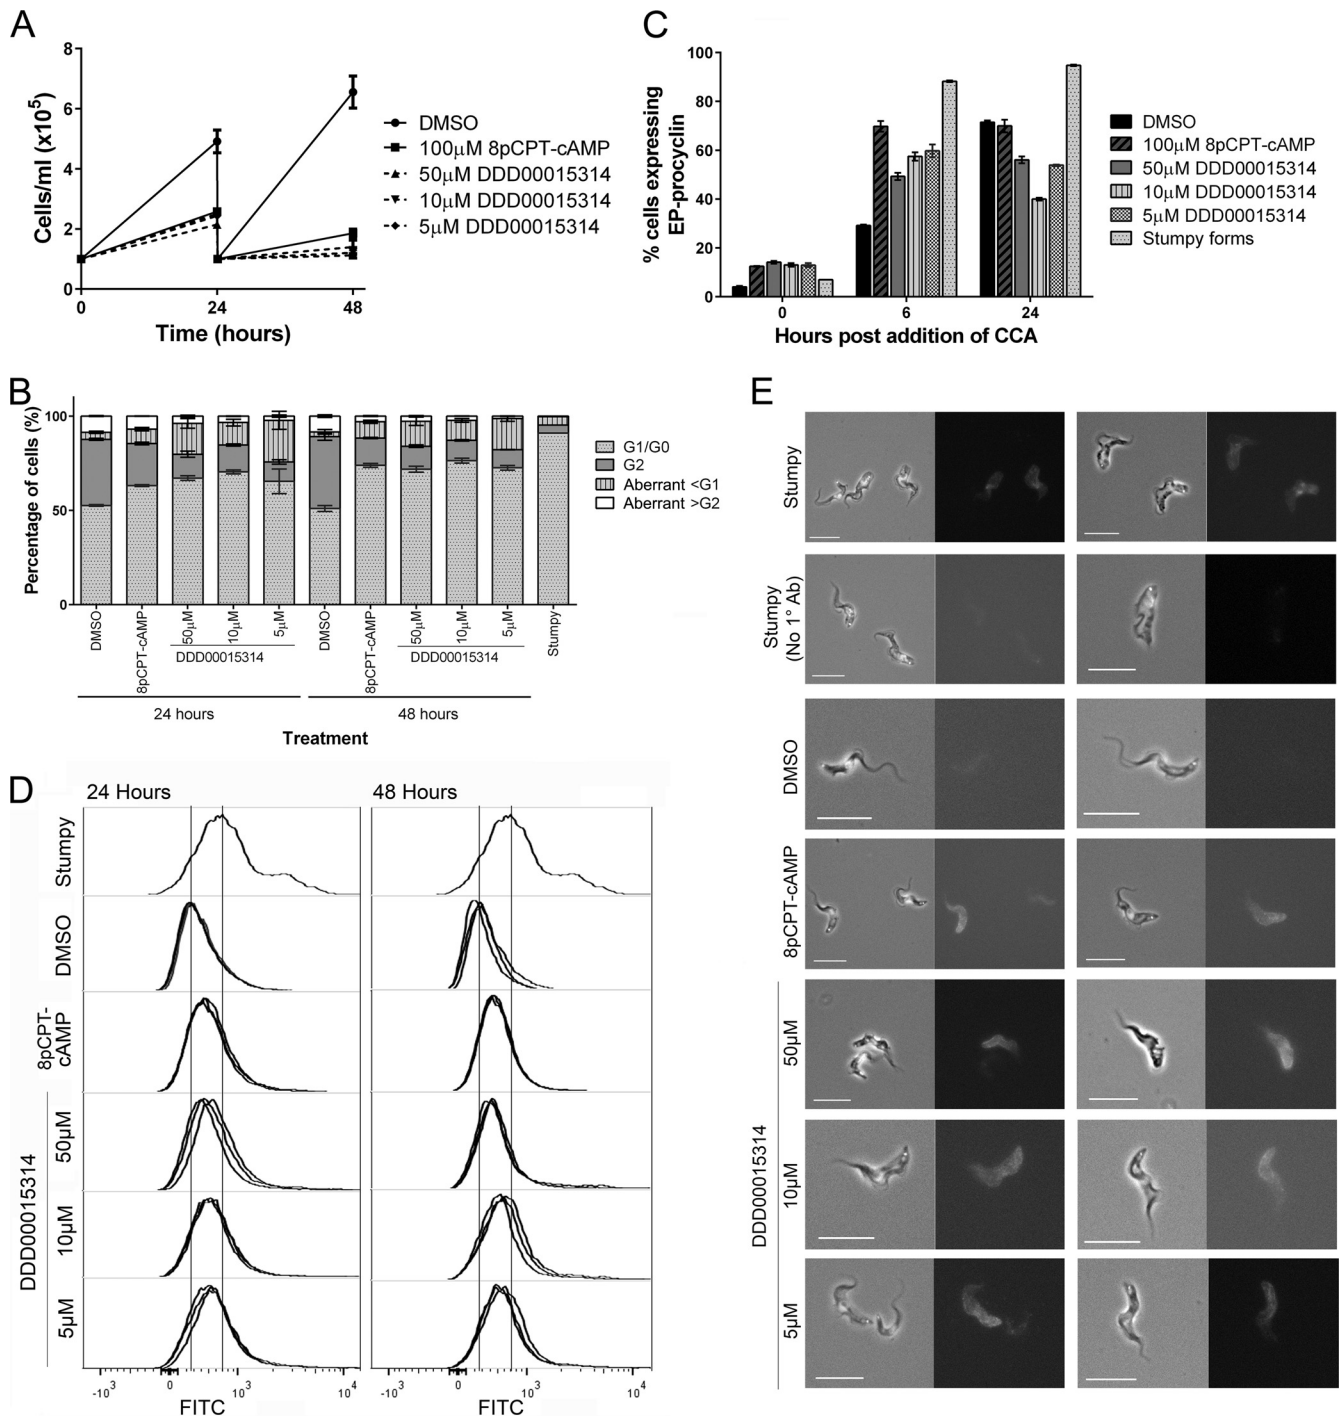 A
8
6
4
2
0
Cells/ml (x10⁵)
0
24
48
Time (hours)
DMSO
100µM 8pCPT-cAMP
50µM DDD00015314
10µM DDD00015314
5µM DDD00015314
C
100
80
60
40
20
0
% cells expressing
EP-procyclin
0
6
24
Hours post addition of CCA
DMSO
100µM 8pCPT-cAMP
50µM DDD00015314
10µM DDD00015314
5µM DDD00015314
Stumpy forms
B
100
50
0
Percentage of cells (%)
G1/G0
G2
Aberrant <G1
Aberrant >G2
DMSO
8pCPT-cAMP
50µM
10µM
5µM
DDD00015314
DMSO
8pCPT-cAMP
50µM
10µM
5µM
DDD00015314
Stumpy
24 hours
48 hours
Treatment
D
24 Hours
48 Hours
Stumpy
DMSO
8pCPT-
cAMP
DDD00015314
50µM
10µM
5µM
-10³
0
10³
10⁴
FITC
-10³
0
10³
10⁴
FITC
E
Stumpy
Stumpy
(No 1° Ab)
DMSO
8pCPT-cAMP
DDD00015314
50µM
10µM
5µM